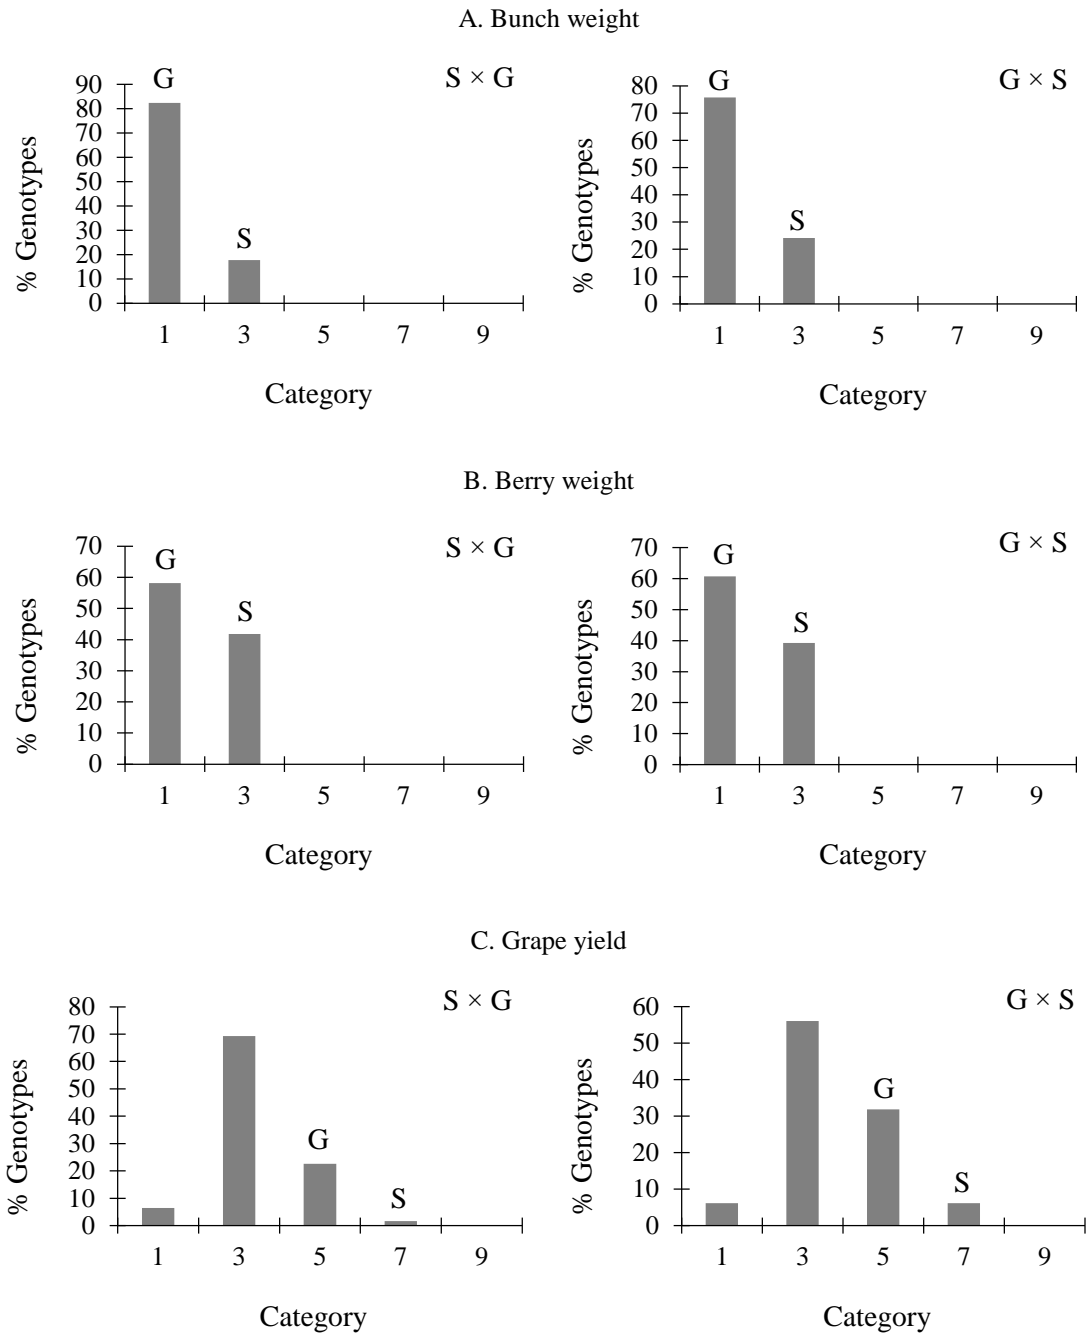 A. Bunch weight
S × G
G
S
% Genotypes
90
80
70
60
50
40
30
20
10
0
1 3 5 7 9
Category
G × S
G
S
% Genotypes
80
70
60
50
40
30
20
10
0
1 3 5 7 9
Category
B. Berry weight
S × G
G
S
% Genotypes
70
60
50
40
30
20
10
0
1 3 5 7 9
Category
G × S
G
S
% Genotypes
70
60
50
40
30
20
10
0
1 3 5 7 9
Category
C. Grape yield
S × G
G
S
% Genotypes
80
70
60
50
40
30
20
10
0
1 3 5 7 9
Category
G × S
G
S
% Genotypes
60
50
40
30
20
10
0
1 3 5 7 9
Category